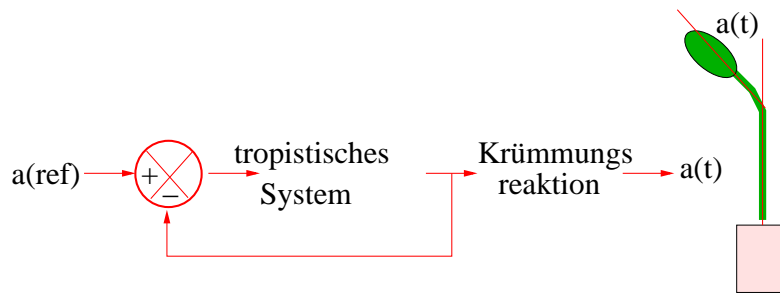 a(t)
a(ref)
+
−
tropistisches
System
Krümmungs
reaktion
a(t)